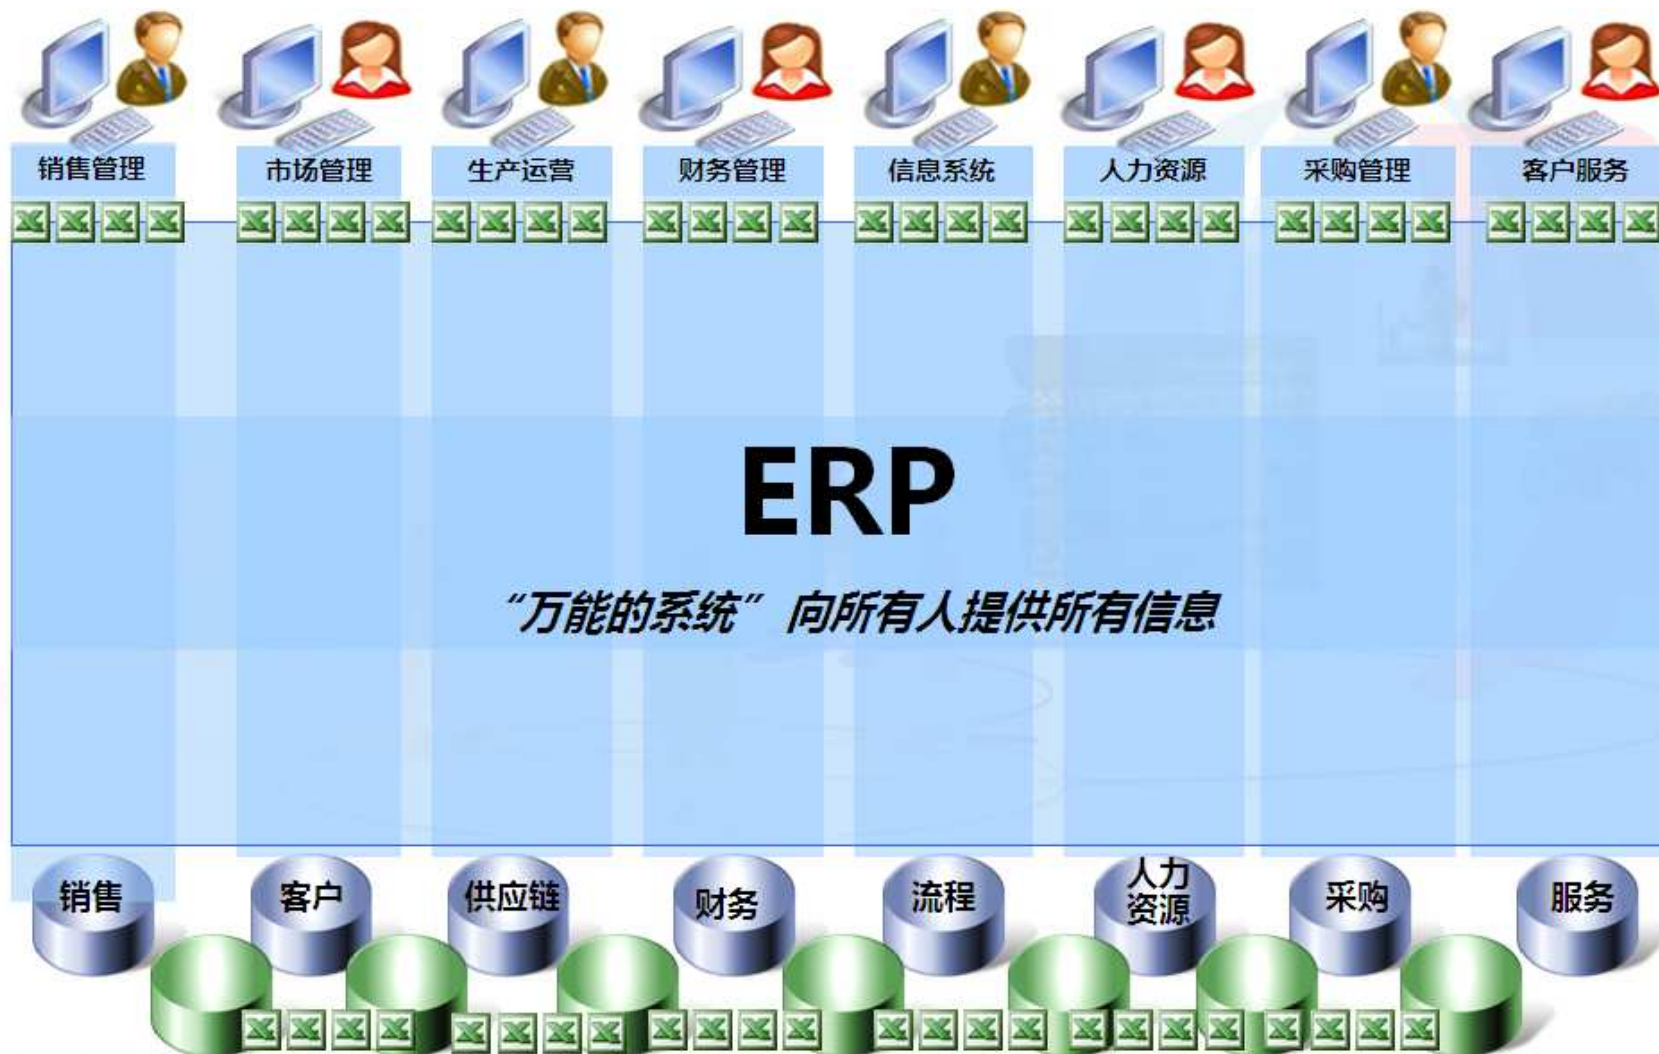 销售管理
市场管理
生产运营
财务管理
信息系统
人力资源
采购管理
客户服务
ERP
“万能的系统”向所有人提供所有信息
销售
客户
供应链
财务
流程
人力
资源
采购
服务